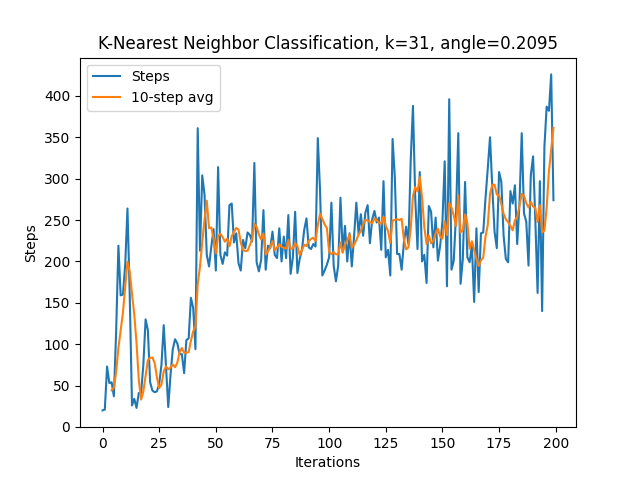 K-Nearest Neighbor Classification, k=31, angle=0.2095
Steps
10-step avg
Steps
400
350
300
250
200
150
100
50
0
0 25 50 75 100 125 150 175 200
Iterations